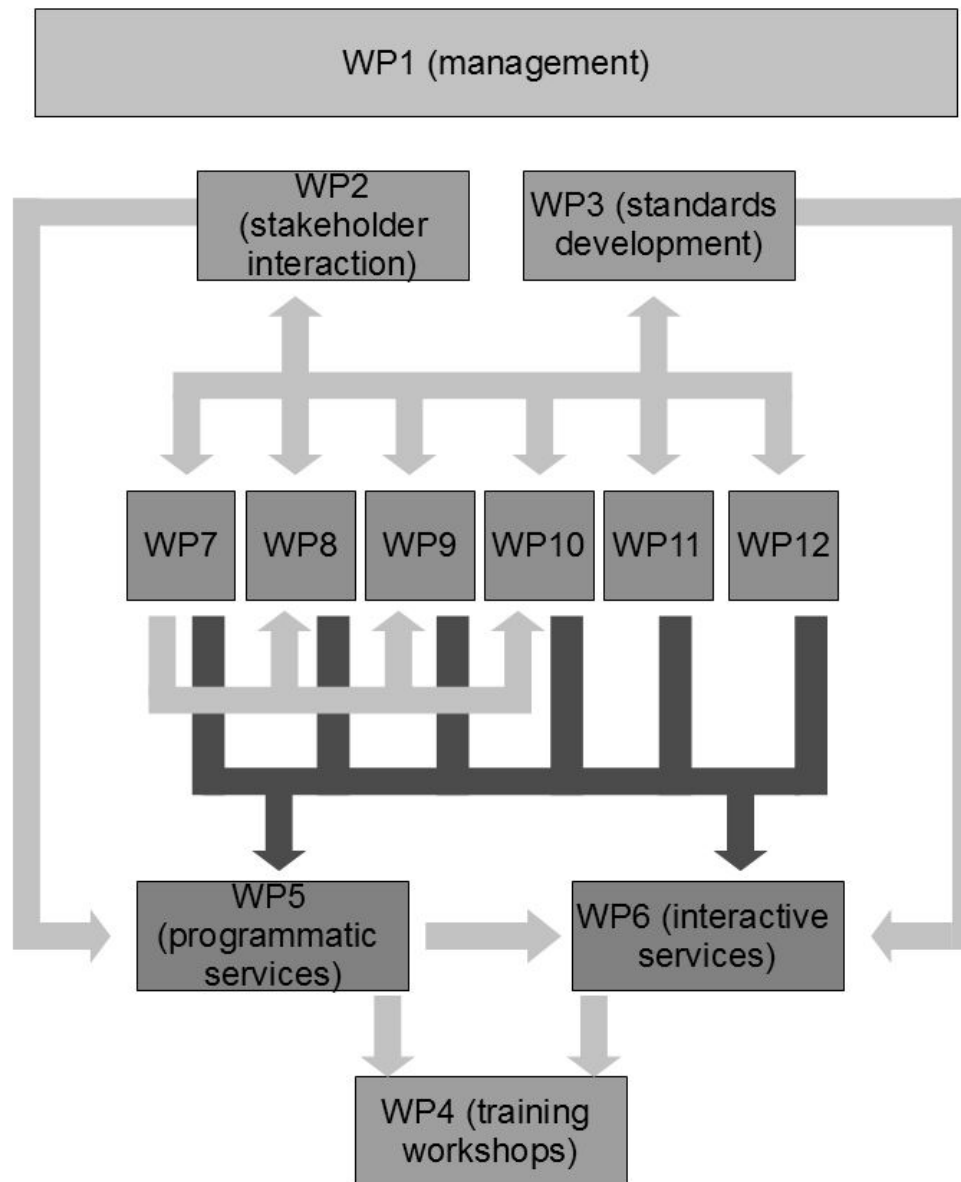 WP1 (management)
WP2
(stakeholder
interaction)
WP3 (standards
development)
WP7
WP8
WP9
WP10
WP11
WP12
WP5
(programmatic
services)
WP6 (interactive
services)
WP4 (training
workshops)